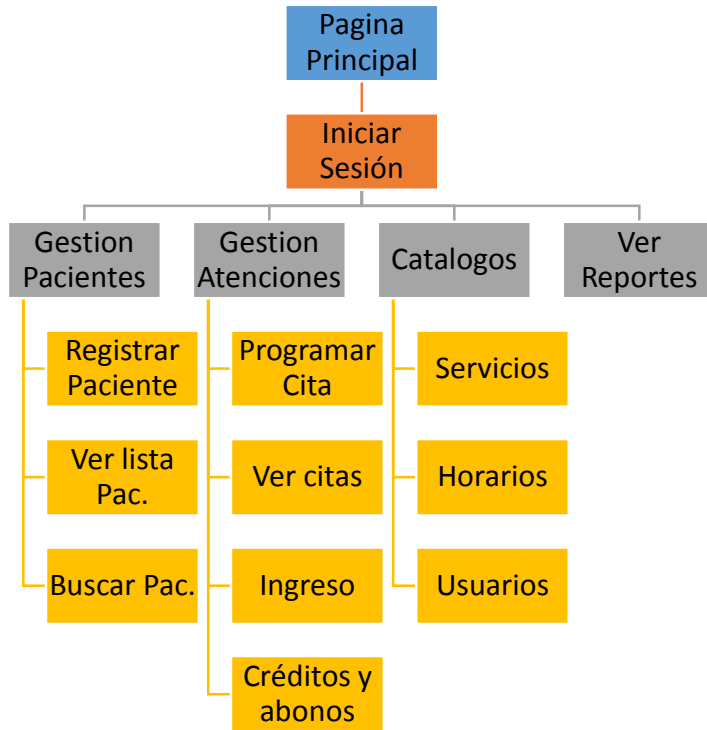 Pagina
Principal
Iniciar
Sesión
Gestion
Pacientes
Gestion
Atenciones
Catalogos
Ver
Reportes
Registrar
Paciente
Programar
Cita
Servicios
Ver lista
Pac.
Ver citas
Horarios
Buscar Pac.
Ingreso
Usuarios
Créditos y
abonos